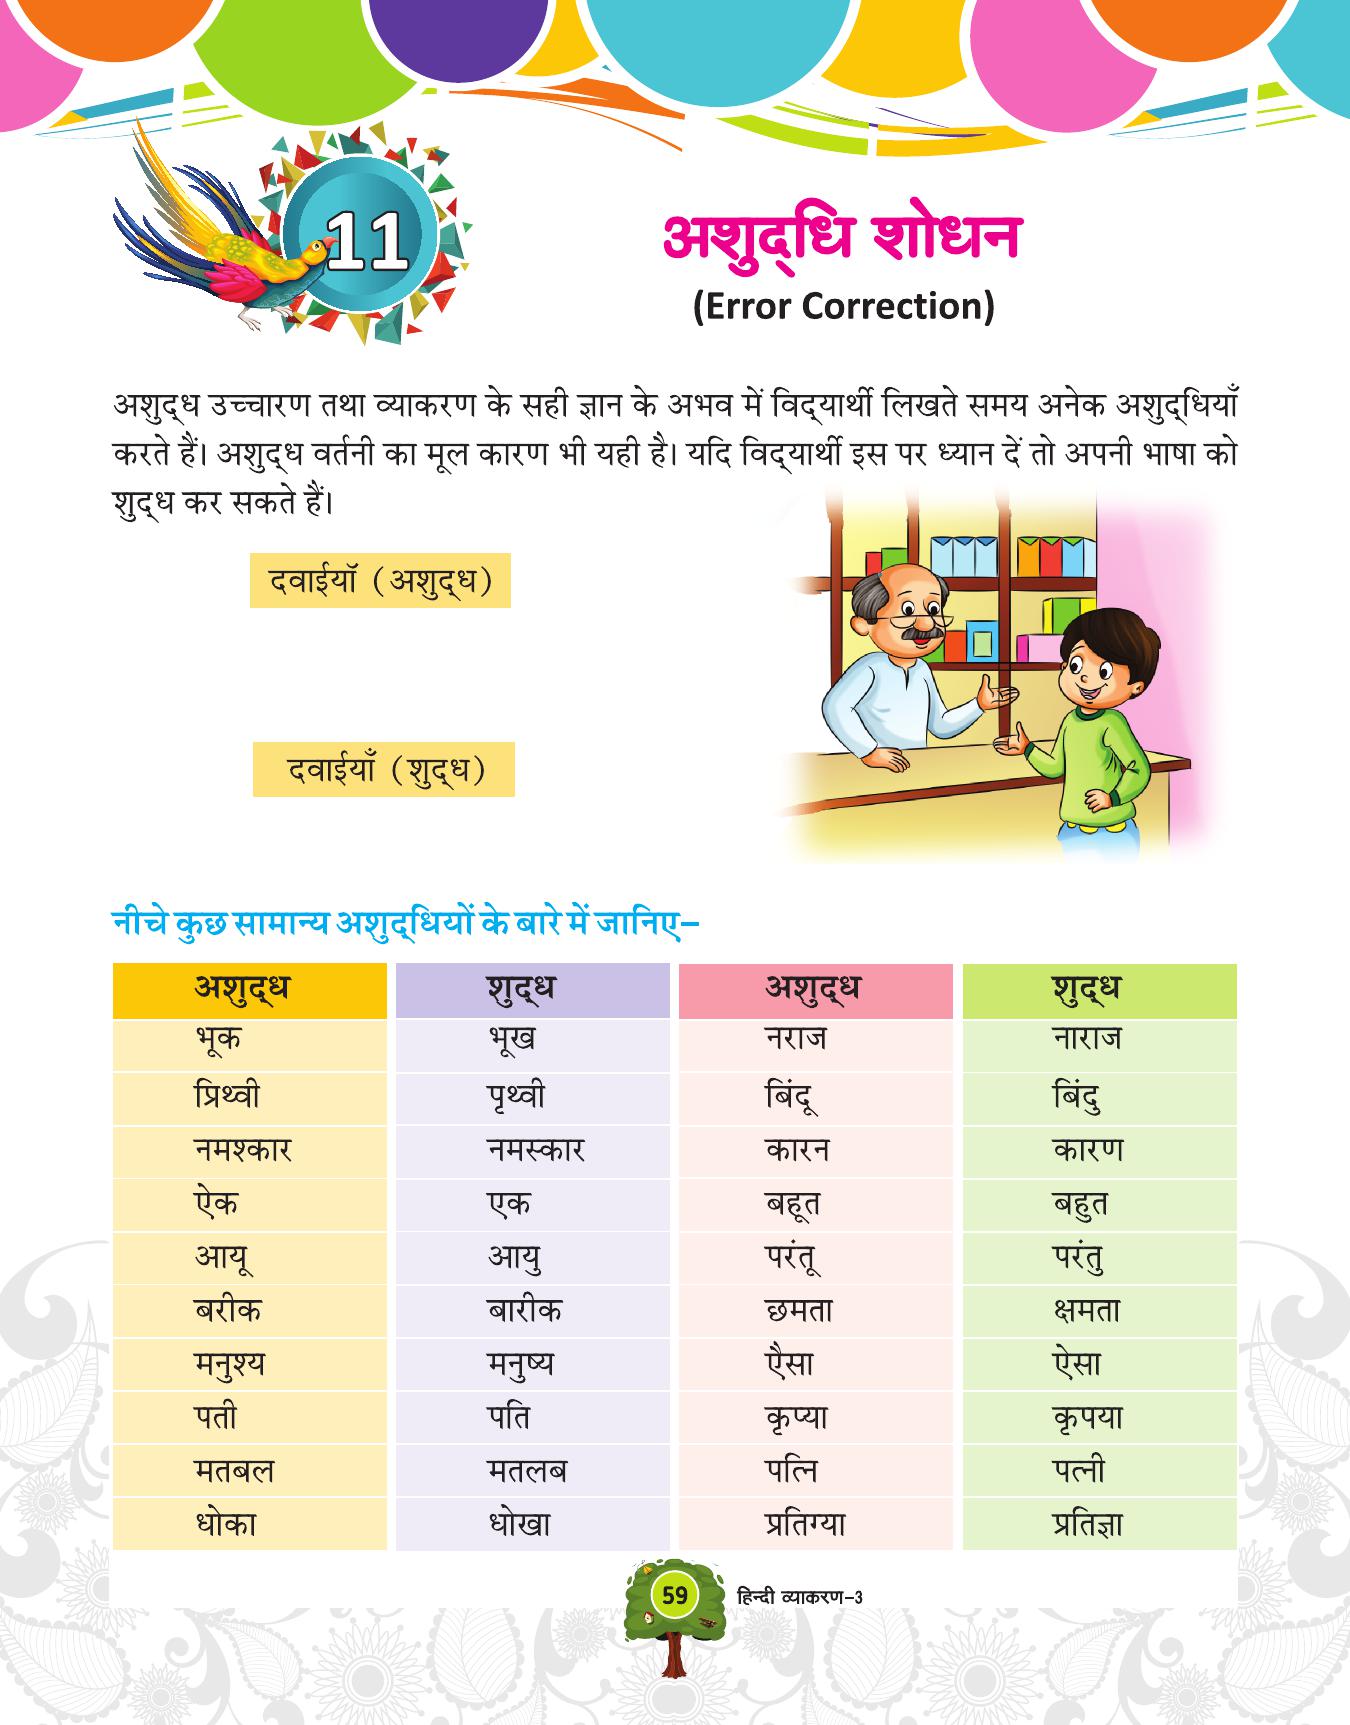 11
अशुद्‌धि शोधन
(Error Correction)
अशुद्‌ध उच्चारण तथा व्याकरण के सही ज्ञान के अभव में विद्‌यार्थी लिखते समय अनेक अशुद्‌धियाँ
करते हैं। अशुद्‌ध वर्तनी का मूल कारण भी यही है। यदि विद्‌यार्थी इस पर ध्यान दें तो अपनी भाषा को
शुद्‌ध कर सकते हैं।
दवाईयॉ (अशुद्‌ध)
दवाईयाँ (शुद्‌ध)
नीचे कुछ सामान्य अशुद्‌धियों के बारे में जानिए–
अशुद्‌ध शुद्‌ध अशुद्‌ध शुद्‌ध
भूक भूख नराज नाराज
प्रिथ्वी पृथ्वी बिंदू बिंदु
नमश्कार नमस्कार कारन कारण
ऐक एक बहूत बहुत
आयू आयु परंतू परंतु
बरीक बारीक छमता क्षमता
मनुश्य मनुष्य एैसा ऐसा
पती पति कृप्या कृपया
मतबल मतलब पत्नि पत्नी
धोका धोखा प्रतिग्या प्रतिज्ञा
59 हिन्दी व्याकरण–3